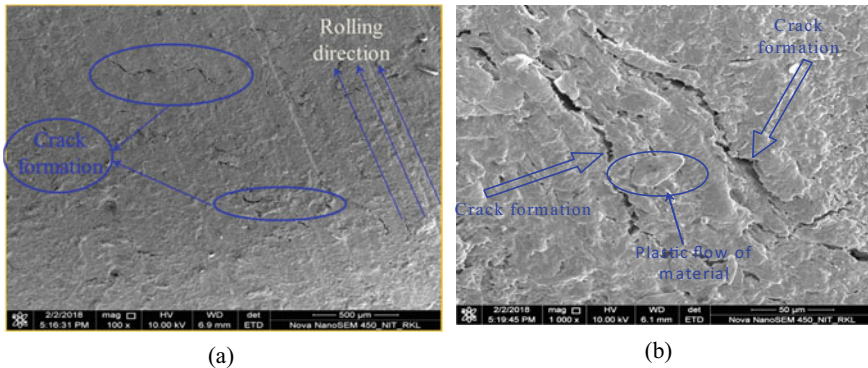 Rolling
direction
Crack
formation
2/2/2018
5:16:31 PM
mag
100 x
HV
10.00 kV
WD
6.9 mm
det
ETD
500 µm
Nova NanoSEM 450_NIT_RKL
(a)
Crack
formation
Crack formation
Plastic flow of
material
2/2/2018
5:19:45 PM
mag
1 000 x
HV
10.00 kV
WD
6.1 mm
det
ETD
50 µm
Nova NanoSEM 450_NIT_RKL
(b)